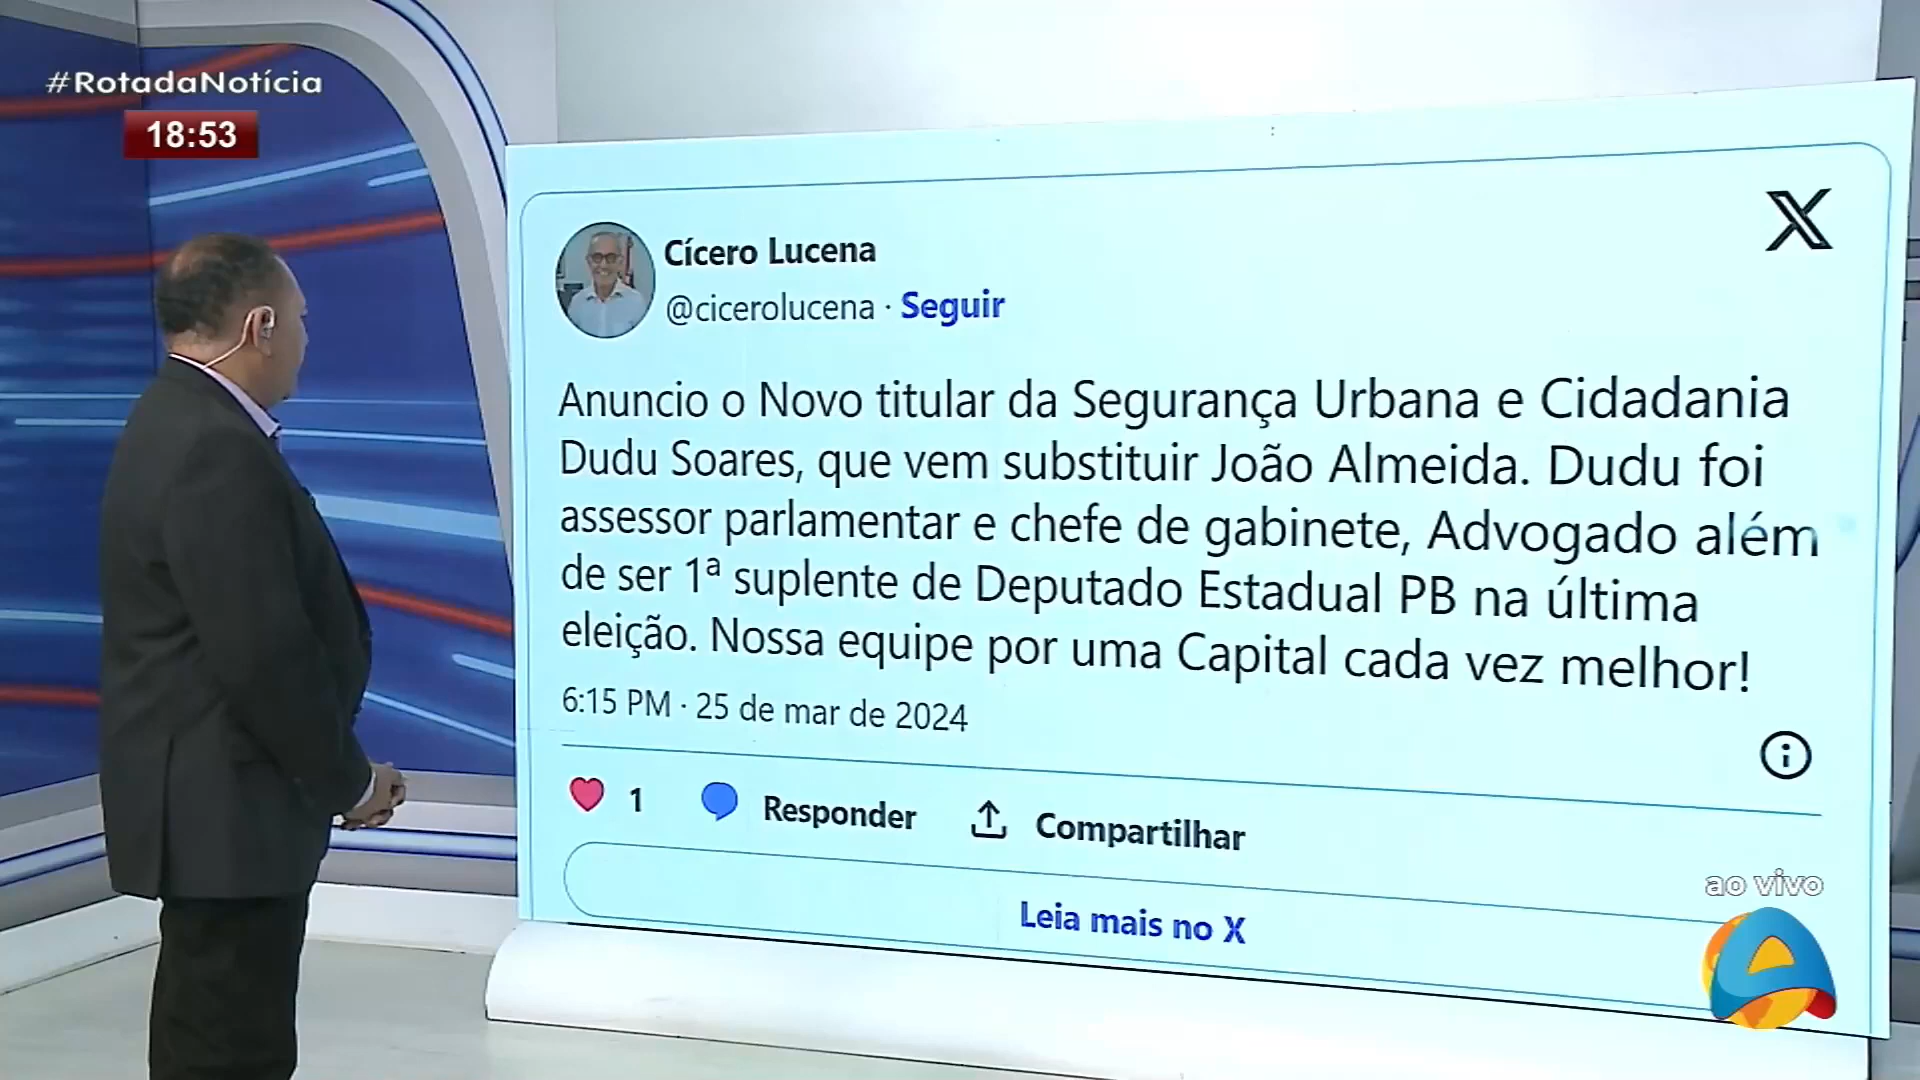 #RotadaNotícia
18:53
X
Cícero Lucena
@cicerolucena · Seguir
Anuncio o Novo titular da Segurança Urbana e Cidadania
Dudu Soares, que vem substituir João Almeida. Dudu foi
assessor parlamentar e chefe de gabinete, Advogado além
de ser 1ª suplente de Deputado Estadual PB na última
eleição. Nossa equipe por uma Capital cada vez melhor!
6:15 PM · 25 de mar de 2024
1 Responder Compartilhar
Leia mais no X
ao vivo